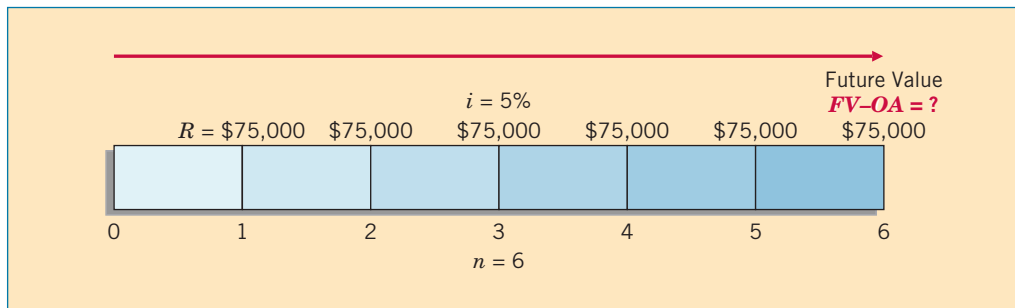 Future Value
i = 5%
FV–OA = ?
R = $75,000 $75,000 $75,000 $75,000 $75,000 $75,000
0 1 2 3 4 5 6
n = 6